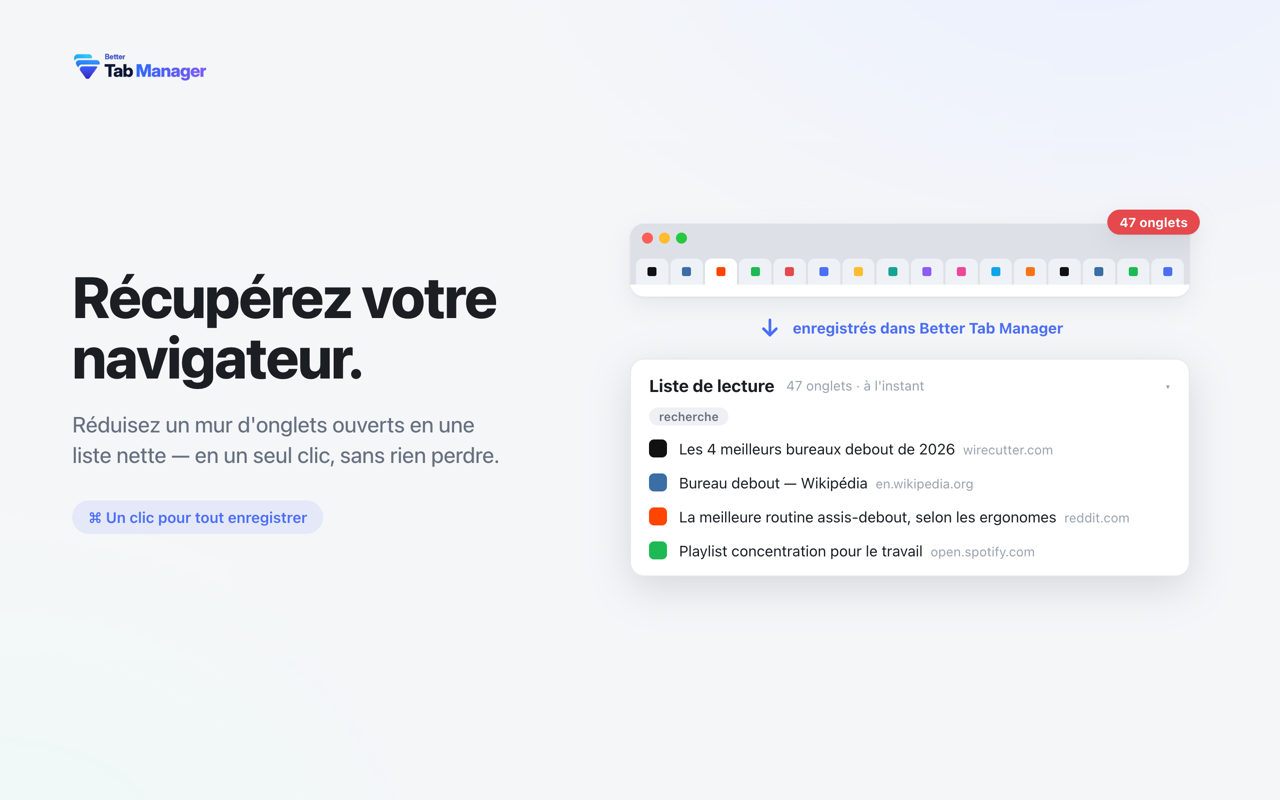 Better
Tab Manager
Récupérez votre
navigateur.
Réduisez un mur d'onglets ouverts en une
liste nette — en un seul clic, sans rien perdre.
⌘ Un clic pour tout enregistrer
47 onglets
enregistrés dans Better Tab Manager
Liste de lecture 47 onglets · à l'instant
recherche
Les 4 meilleurs bureaux debout de 2026 wirecutter.com
Bureau debout — Wikipédia en.wikipedia.org
La meilleure routine assis-debout, selon les ergonomes reddit.com
Playlist concentration pour le travail open.spotify.com